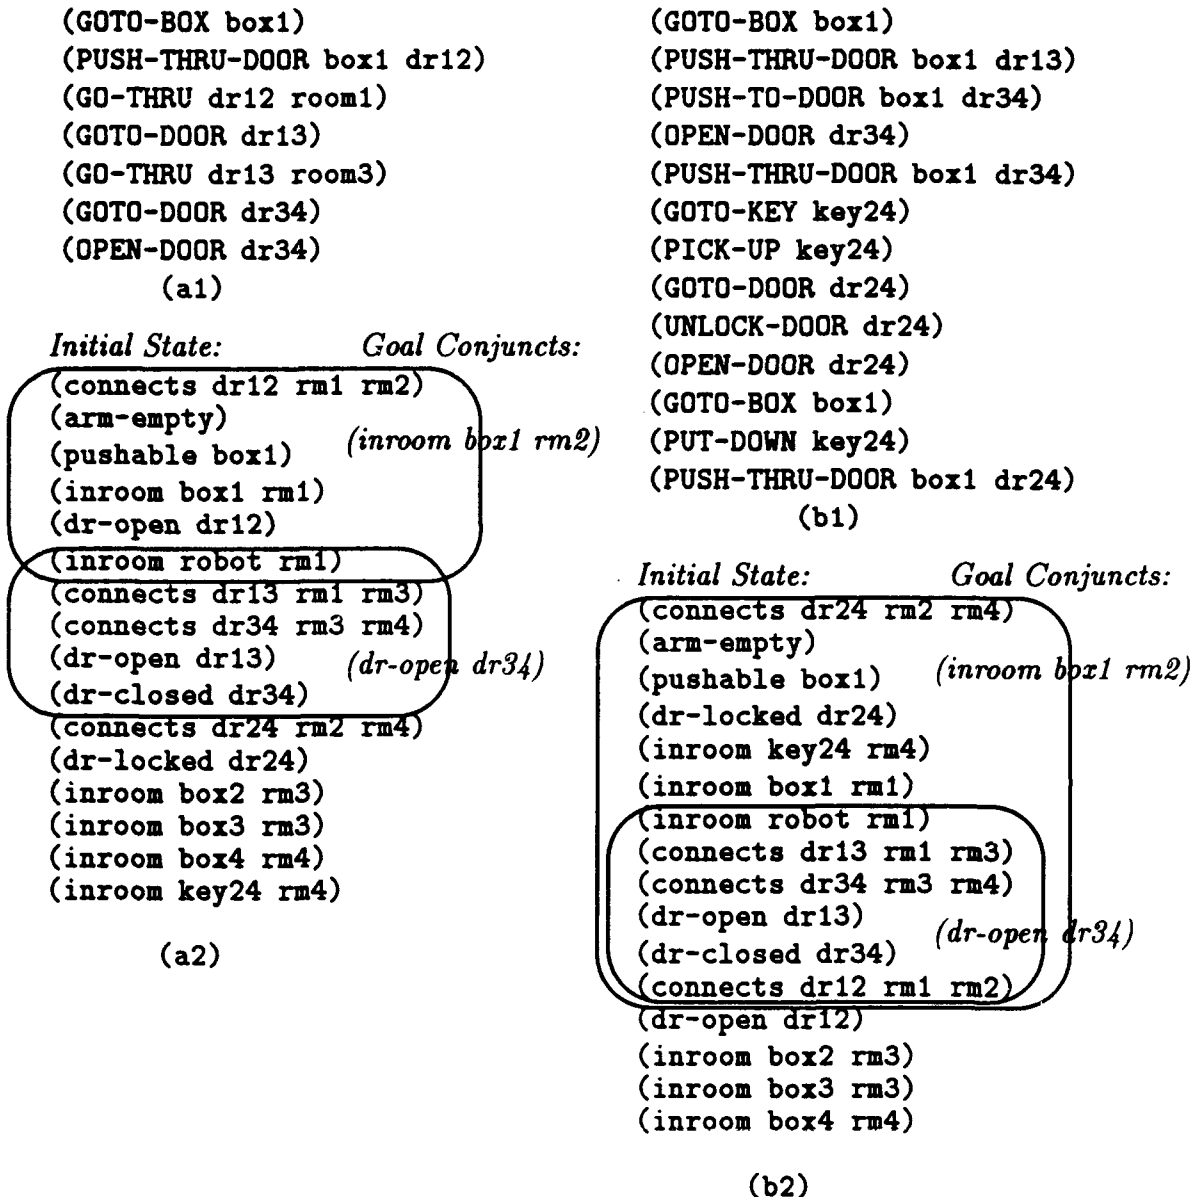 (GOTO-BOX box1)
(PUSH-THRU-DOOR box1 dr12)
(GO-THRU dr12 room1)
(GOTO-DOOR dr13)
(GO-THRU dr13 room3)
(GOTO-DOOR dr34)
(OPEN-DOOR dr34)
(a1)
Initial State: Goal Conjuncts:
(connects dr12 rm1 rm2)
(arm-empty)
(inroom box1 rm2)
(pushable box1)
(inroom box1 rm1)
(dr-open dr12)
(inroom robot rm1)
(connects dr13 rm1 rm3)
(connects dr34 rm3 rm4)
(dr-open dr13) (dr-open dr34)
(dr-closed dr34)
(connects dr24 rm2 rm4)
(dr-locked dr24)
(inroom box2 rm3)
(inroom box3 rm3)
(inroom box4 rm4)
(inroom key24 rm4)
(a2)
(GOTO-BOX box1)
(PUSH-THRU-DOOR box1 dr13)
(PUSH-TO-DOOR box1 dr34)
(OPEN-DOOR dr34)
(PUSH-THRU-DOOR box1 dr34)
(GOTO-KEY key24)
(PICK-UP key24)
(GOTO-DOOR dr24)
(UNLOCK-DOOR dr24)
(OPEN-DOOR dr24)
(GOTO-BOX box1)
(PUT-DOWN key24)
(PUSH-THRU-DOOR box1 dr24)
(b1)
Initial State: Goal Conjuncts:
(connects dr24 rm2 rm4)
(arm-empty)
(pushable box1) (inroom box1 rm2)
(dr-locked dr24)
(inroom key24 rm4)
(inroom box1 rm1)
(inroom robot rm1)
(connects dr13 rm1 rm3)
(connects dr34 rm3 rm4)
(dr-open dr13)
(dr-open dr34)
(dr-closed dr34)
(connects dr12 rm1 rm2)
(dr-open dr12)
(inroom box2 rm3)
(inroom box3 rm3)
(inroom box4 rm4)
(b2)